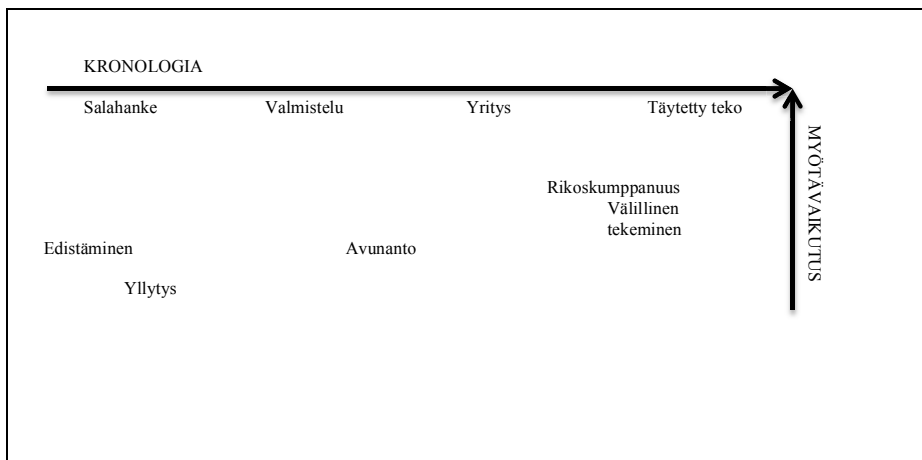 KRONOLOGIA
Salahanke Valmistelu Yritys Täytetty teko
MYÖTÄVAIKUTUS
Rikoskumppanuus
Välillinen
tekeminen
Edistäminen Avunanto
Yllytys